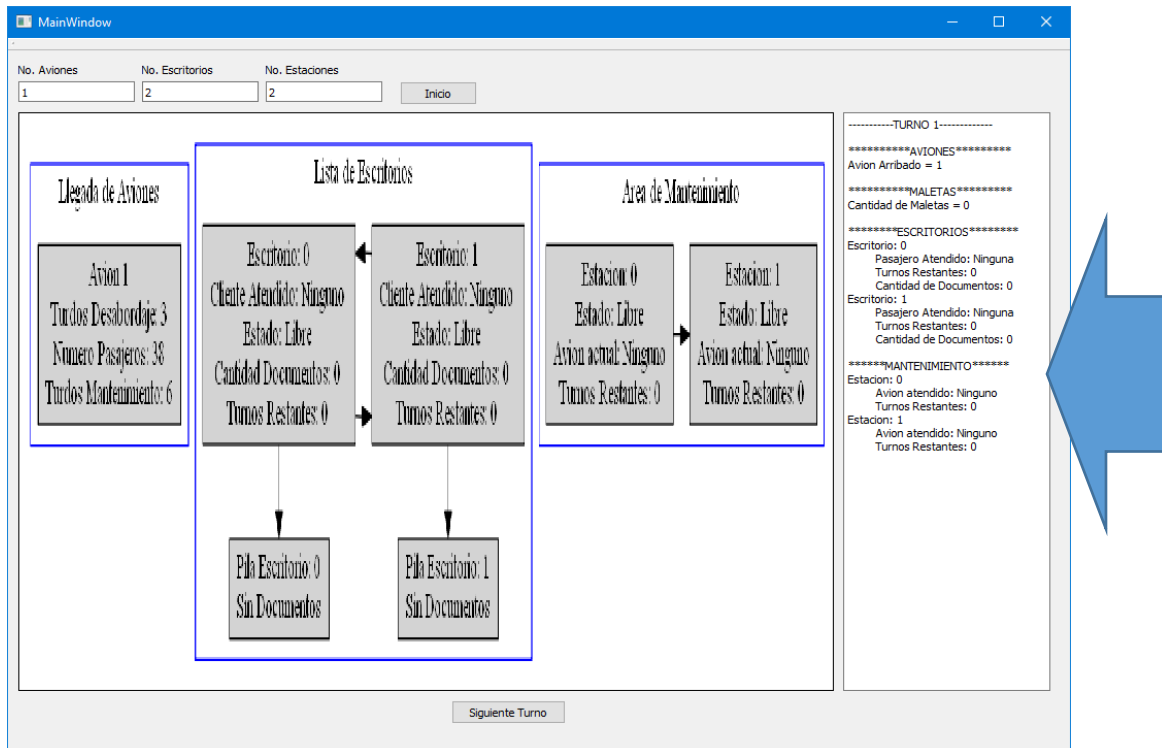 MainWindow
No. Aviones
No. Escritorios
No. Estaciones
1
2
2
Inicio
Llegada de Aviones
Avion 1
Turdos Desabordaje: 3
Numero Pasajeros: 38
Turdos Mantenimiento: 6
Lista de Escritorios
Escritorio: 0
Cliente Atendido: Ninguno
Estado: Libre
Cantidad Documentos: 0
Turnos Restantes: 0
Escritorio: 1
Cliente Atendido: Ninguno
Estado: Libre
Cantidad Documentos: 0
Turnos Restantes: 0
Pila Escritorio: 0
Sin Documentos
Pila Escritorio: 1
Sin Documentos
Area de Mantenimiento
Estacion: 0
Estado: Libre
Avion actual: Ninguno
Turnos Restantes: 0
Estacion: 1
Estado: Libre
Avion actual: Ninguno
Turnos Restantes: 0
-----------TURNO 1-------------
**********AVIONES*********
Avion Arribado = 1
**********MALETAS*********
Cantidad de Maletas = 0
********ESCRITORIOS********
Escritorio: 0
Pasajero Atendido: Ninguna
Turnos Restantes: 0
Cantidad de Documentos: 0
Escritorio: 1
Pasajero Atendido: Ninguna
Turnos Restantes: 0
Cantidad de Documentos: 0
******MANTENIMIENTO******
Estacion: 0
Avion atendido: Ninguno
Turnos Restantes: 0
Estacion: 1
Avion atendido: Ninguno
Turnos Restantes: 0
Siguiente Turno